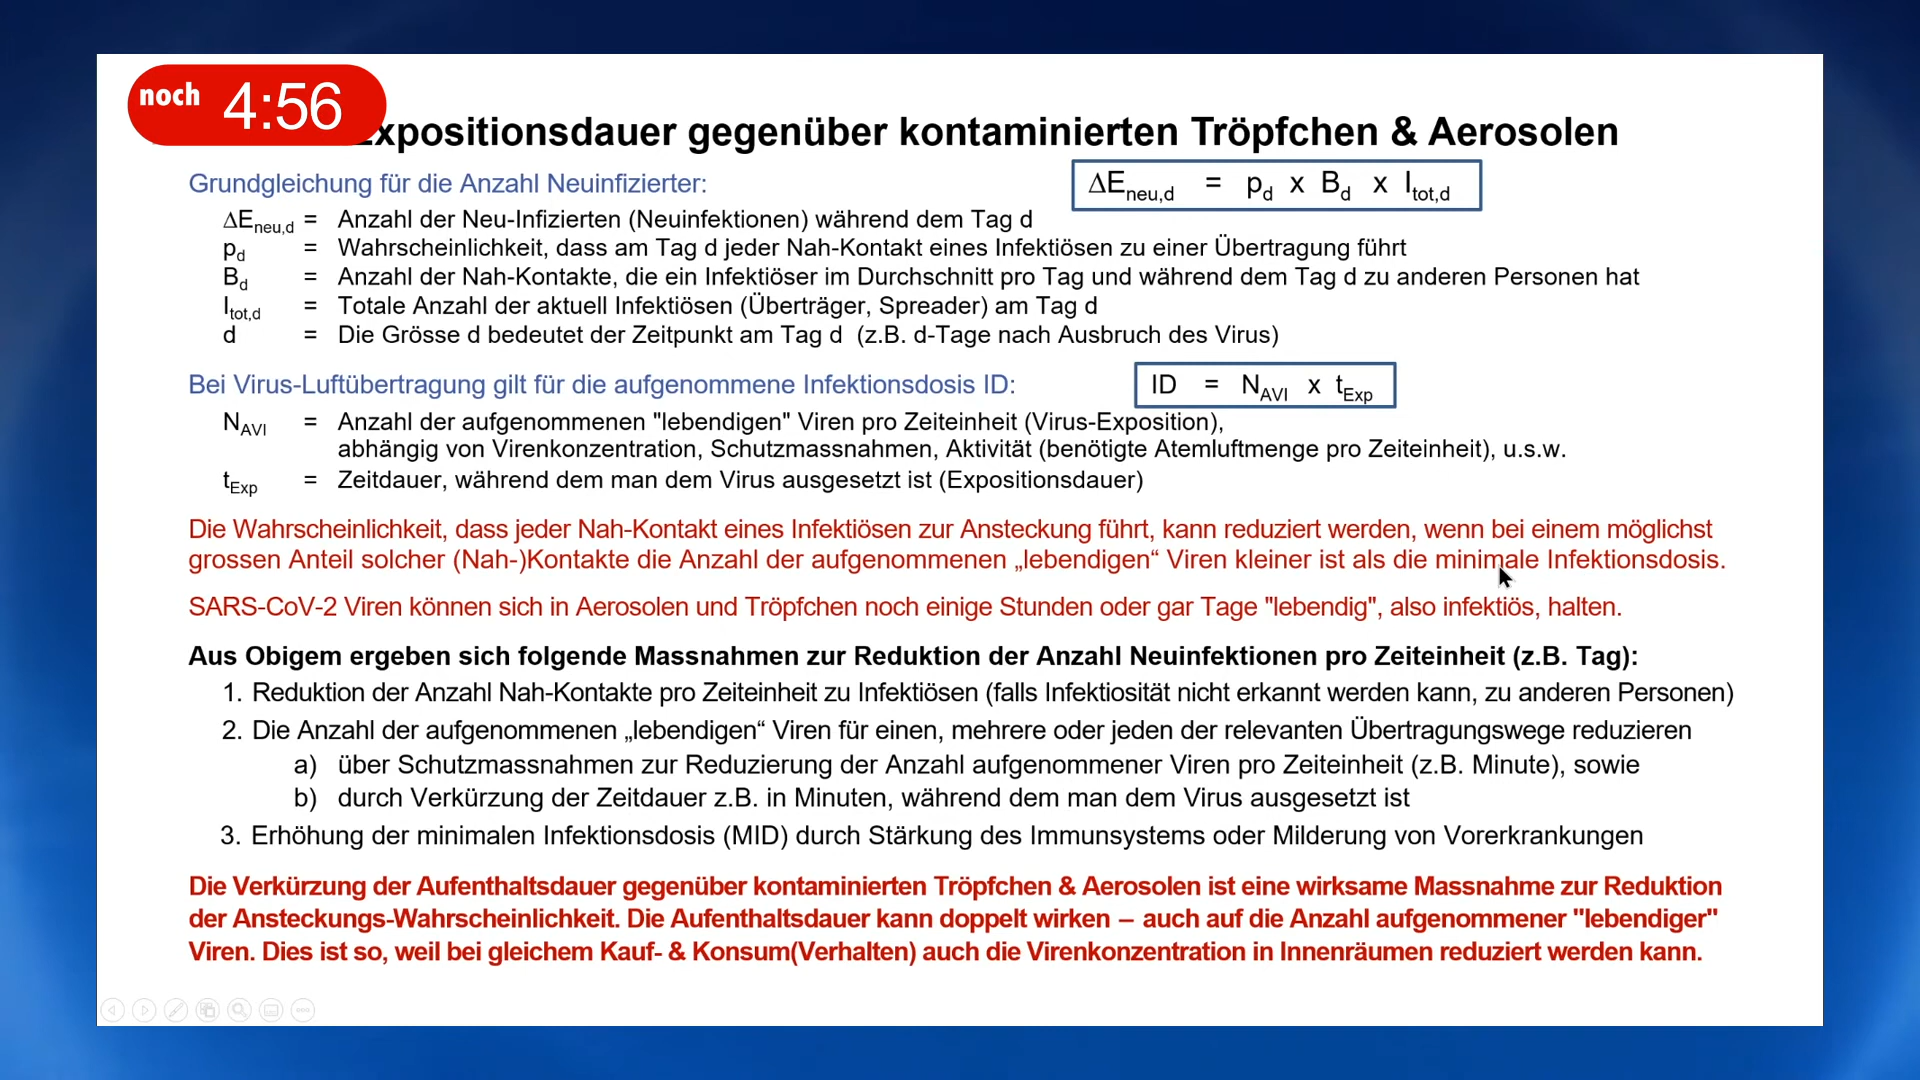 noch 4:56
xpositionsdauer gegenüber kontaminierten Tröpfchen & Aerosolen
Grundgleichung für die Anzahl Neuinfizierter: ΔEneu,d = pd x Bd x Itot,d
ΔEneu,d = Anzahl der Neu-Infizierten (Neuinfektionen) während dem Tag d
pd = Wahrscheinlichkeit, dass am Tag d jeder Nah-Kontakt eines Infektiösen zu einer Übertragung führt
Bd = Anzahl der Nah-Kontakte, die ein Infektiöser im Durchschnitt pro Tag und während dem Tag d zu anderen Personen hat
Itot,d = Totale Anzahl der aktuell Infektiösen (Überträger, Spreader) am Tag d
d = Die Grösse d bedeutet der Zeitpunkt am Tag d (z.B. d-Tage nach Ausbruch des Virus)
Bei Virus-Luftübertragung gilt für die aufgenommene Infektionsdosis ID: ID = NAVI x tExp
NAVI = Anzahl der aufgenommenen "lebendigen" Viren pro Zeiteinheit (Virus-Exposition),
abhängig von Virenkonzentration, Schutzmassnahmen, Aktivität (benötigte Atemluftmenge pro Zeiteinheit), u.s.w.
tExp = Zeitdauer, während dem man dem Virus ausgesetzt ist (Expositionsdauer)
Die Wahrscheinlichkeit, dass jeder Nah-Kontakt eines Infektiösen zur Ansteckung führt, kann reduziert werden, wenn bei einem möglichst
grossen Anteil solcher (Nah-)Kontakte die Anzahl der aufgenommenen „lebendigen“ Viren kleiner ist als die minimale Infektionsdosis.
SARS-CoV-2 Viren können sich in Aerosolen und Tröpfchen noch einige Stunden oder gar Tage "lebendig", also infektiös, halten.
Aus Obigem ergeben sich folgende Massnahmen zur Reduktion der Anzahl Neuinfektionen pro Zeiteinheit (z.B. Tag):
1. Reduktion der Anzahl Nah-Kontakte pro Zeiteinheit zu Infektiösen (falls Infektiosität nicht erkannt werden kann, zu anderen Personen)
2. Die Anzahl der aufgenommenen „lebendigen“ Viren für einen, mehrere oder jeden der relevanten Übertragungswege reduzieren
a) über Schutzmassnahmen zur Reduzierung der Anzahl aufgenommener Viren pro Zeiteinheit (z.B. Minute), sowie
b) durch Verkürzung der Zeitdauer z.B. in Minuten, während dem man dem Virus ausgesetzt ist
3. Erhöhung der minimalen Infektionsdosis (MID) durch Stärkung des Immunsystems oder Milderung von Vorerkrankungen
Die Verkürzung der Aufenthaltsdauer gegenüber kontaminierten Tröpfchen & Aerosolen ist eine wirksame Massnahme zur Reduktion
der Ansteckungs-Wahrscheinlichkeit. Die Aufenthaltsdauer kann doppelt wirken – auch auf die Anzahl aufgenommener "lebendiger"
Viren. Dies ist so, weil bei gleichem Kauf- & Konsum(Verhalten) auch die Virenkonzentration in Innenräumen reduziert werden kann.